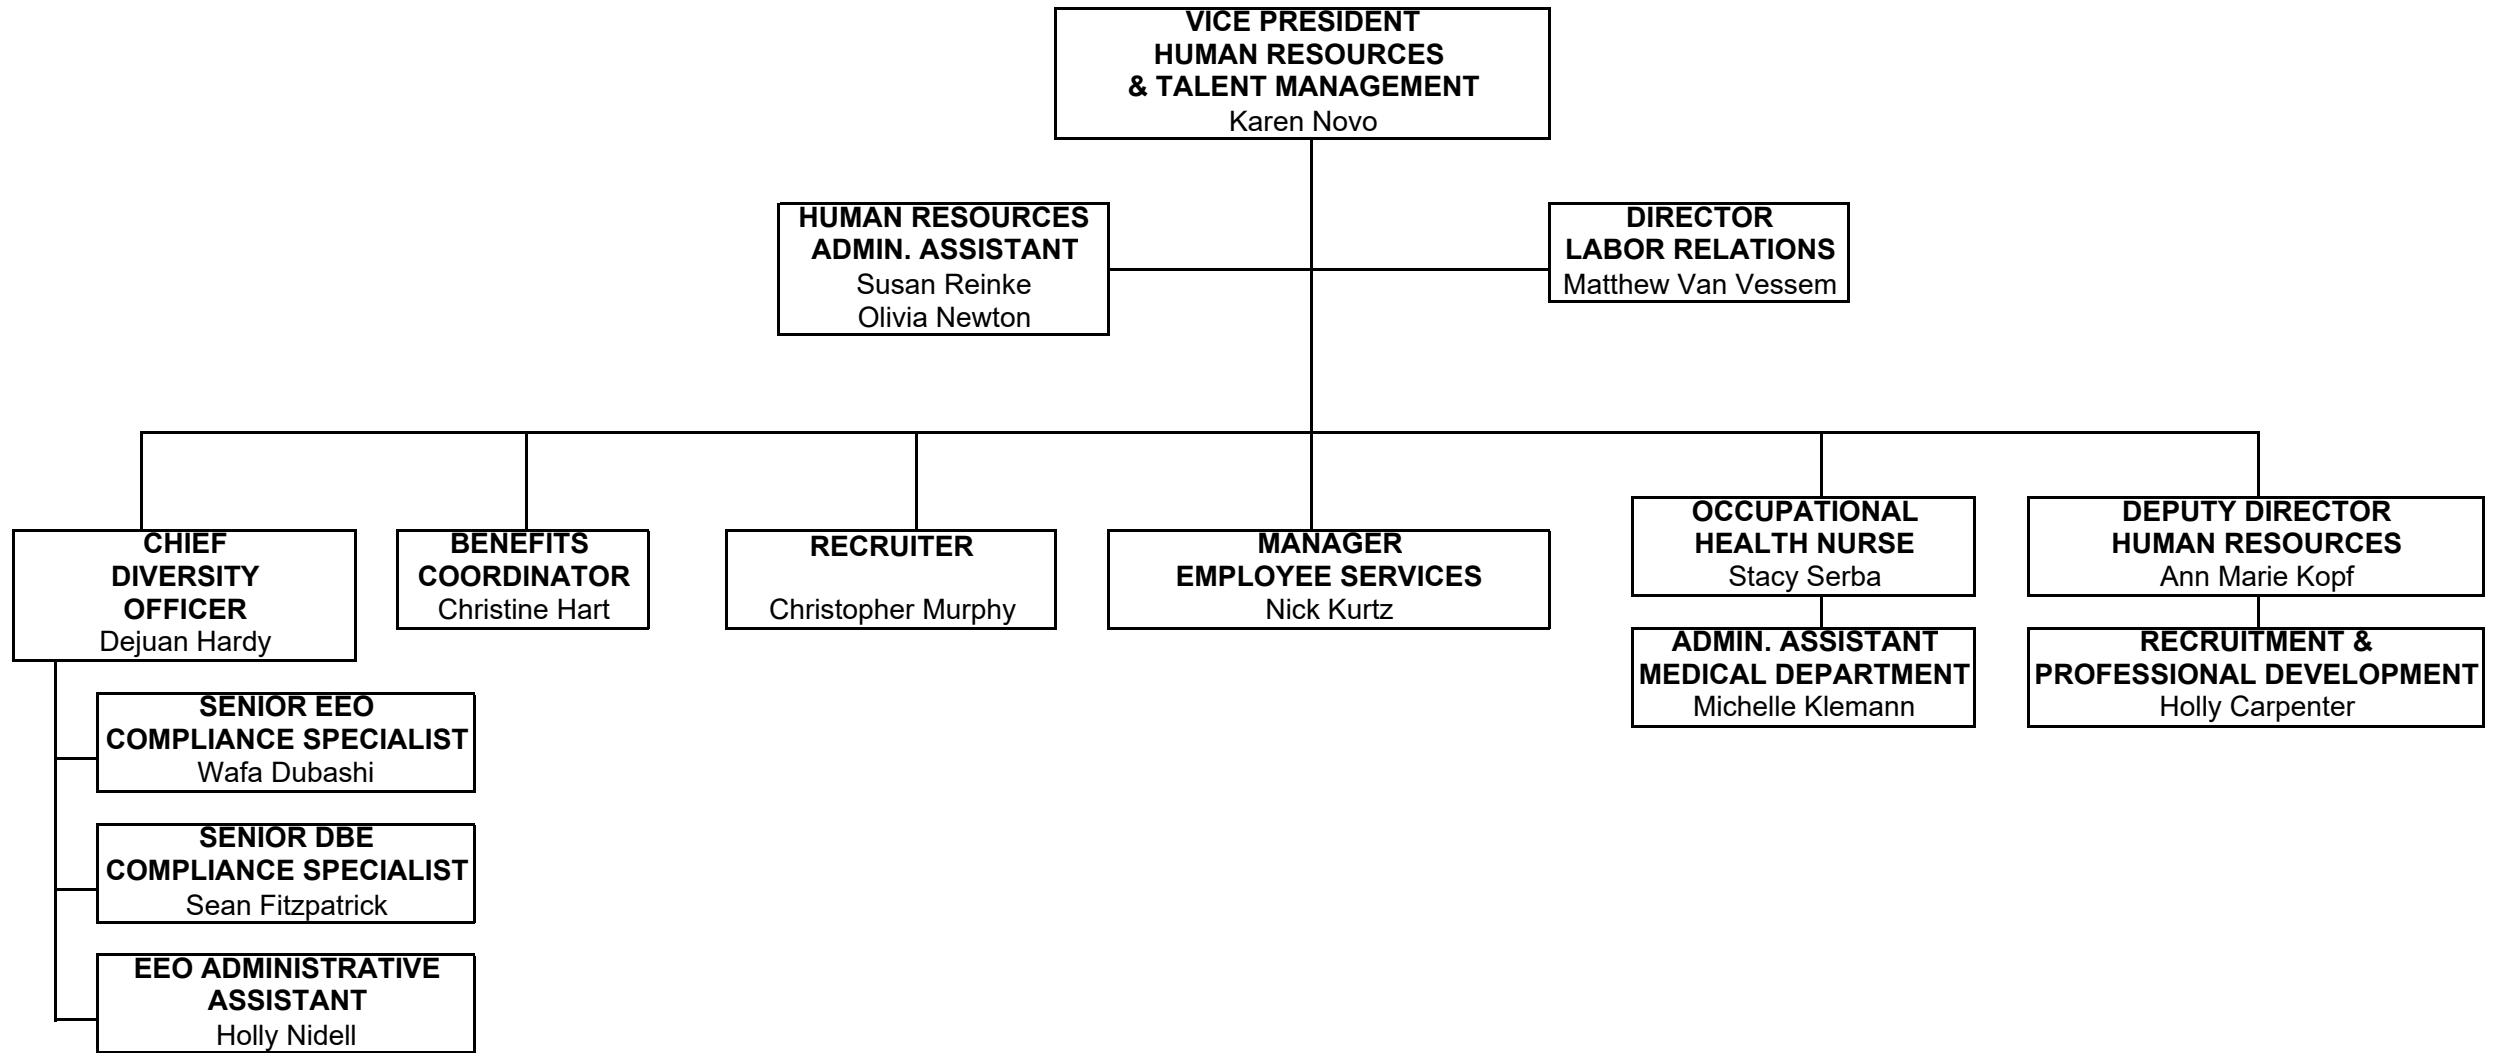 VICE PRESIDENT
HUMAN RESOURCES
& TALENT MANAGEMENT
Karen Novo
HUMAN RESOURCES
ADMIN. ASSISTANT
Susan Reinke
Olivia Newton
DIRECTOR
LABOR RELATIONS
Matthew Van Vessem
CHIEF
DIVERSITY
OFFICER
Dejuan Hardy
BENEFITS
COORDINATOR
Christine Hart
RECRUITER
Christopher Murphy
MANAGER
EMPLOYEE SERVICES
Nick Kurtz
OCCUPATIONAL
HEALTH NURSE
Stacy Serba
DEPUTY DIRECTOR
HUMAN RESOURCES
Ann Marie Kopf
ADMIN. ASSISTANT
MEDICAL DEPARTMENT
Michelle Klemann
RECRUITMENT &
PROFESSIONAL DEVELOPMENT
Holly Carpenter
SENIOR EEO
COMPLIANCE SPECIALIST
Wafa Dubashi
SENIOR DBE
COMPLIANCE SPECIALIST
Sean Fitzpatrick
EEO ADMINISTRATIVE
ASSISTANT
Holly Nidell